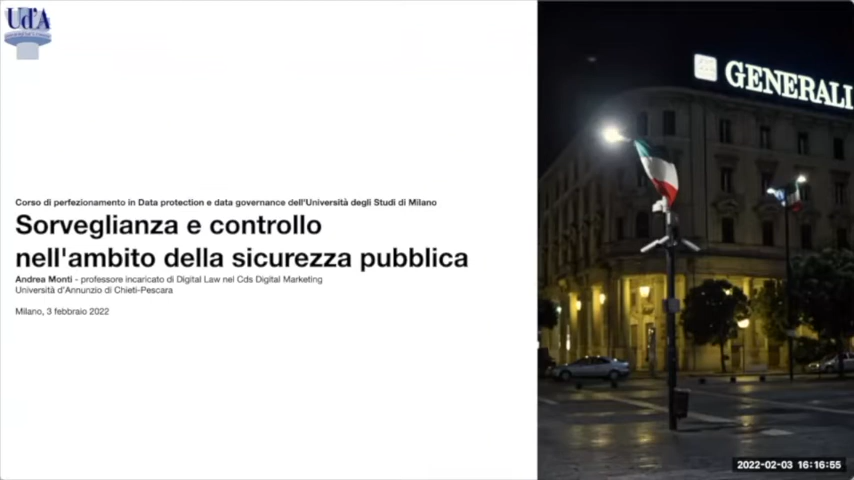 Ud'A
Corso di perfezionamento in Data protection e data governance dell'Università degli Studi di Milano
Sorveglianza e controllo
nell'ambito della sicurezza pubblica
Andrea Monti - professore incaricato di Digital Law nel Cds Digital Marketing
Università d'Annunzio di Chieti-Pescara
Milano, 3 febbraio 2022
GENERALI
2022-02-03 16:16:55